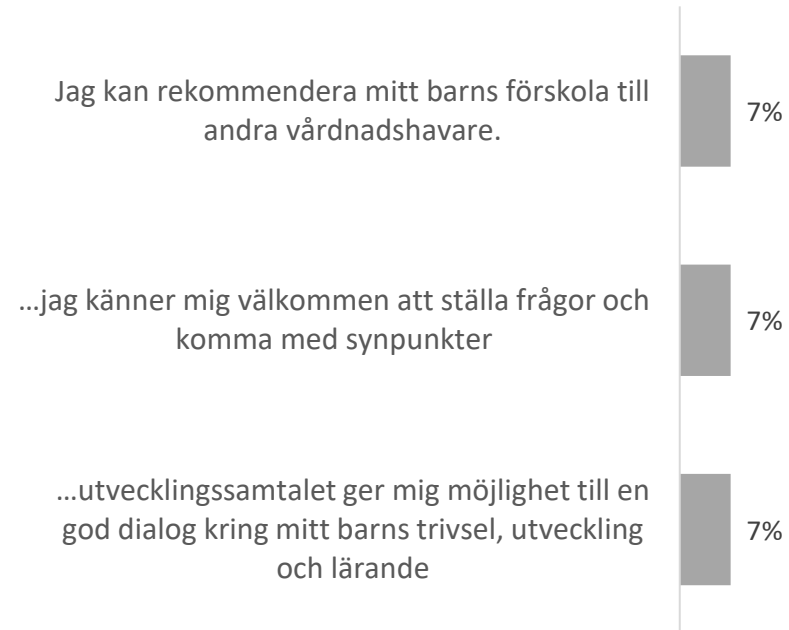 Jag kan rekommendera mitt barns förskola till
andra vårdnadshavare.
7%
…jag känner mig välkommen att ställa frågor och
komma med synpunkter
7%
…utvecklingssamtalet ger mig möjlighet till en
god dialog kring mitt barns trivsel, utveckling
och lärande
7%